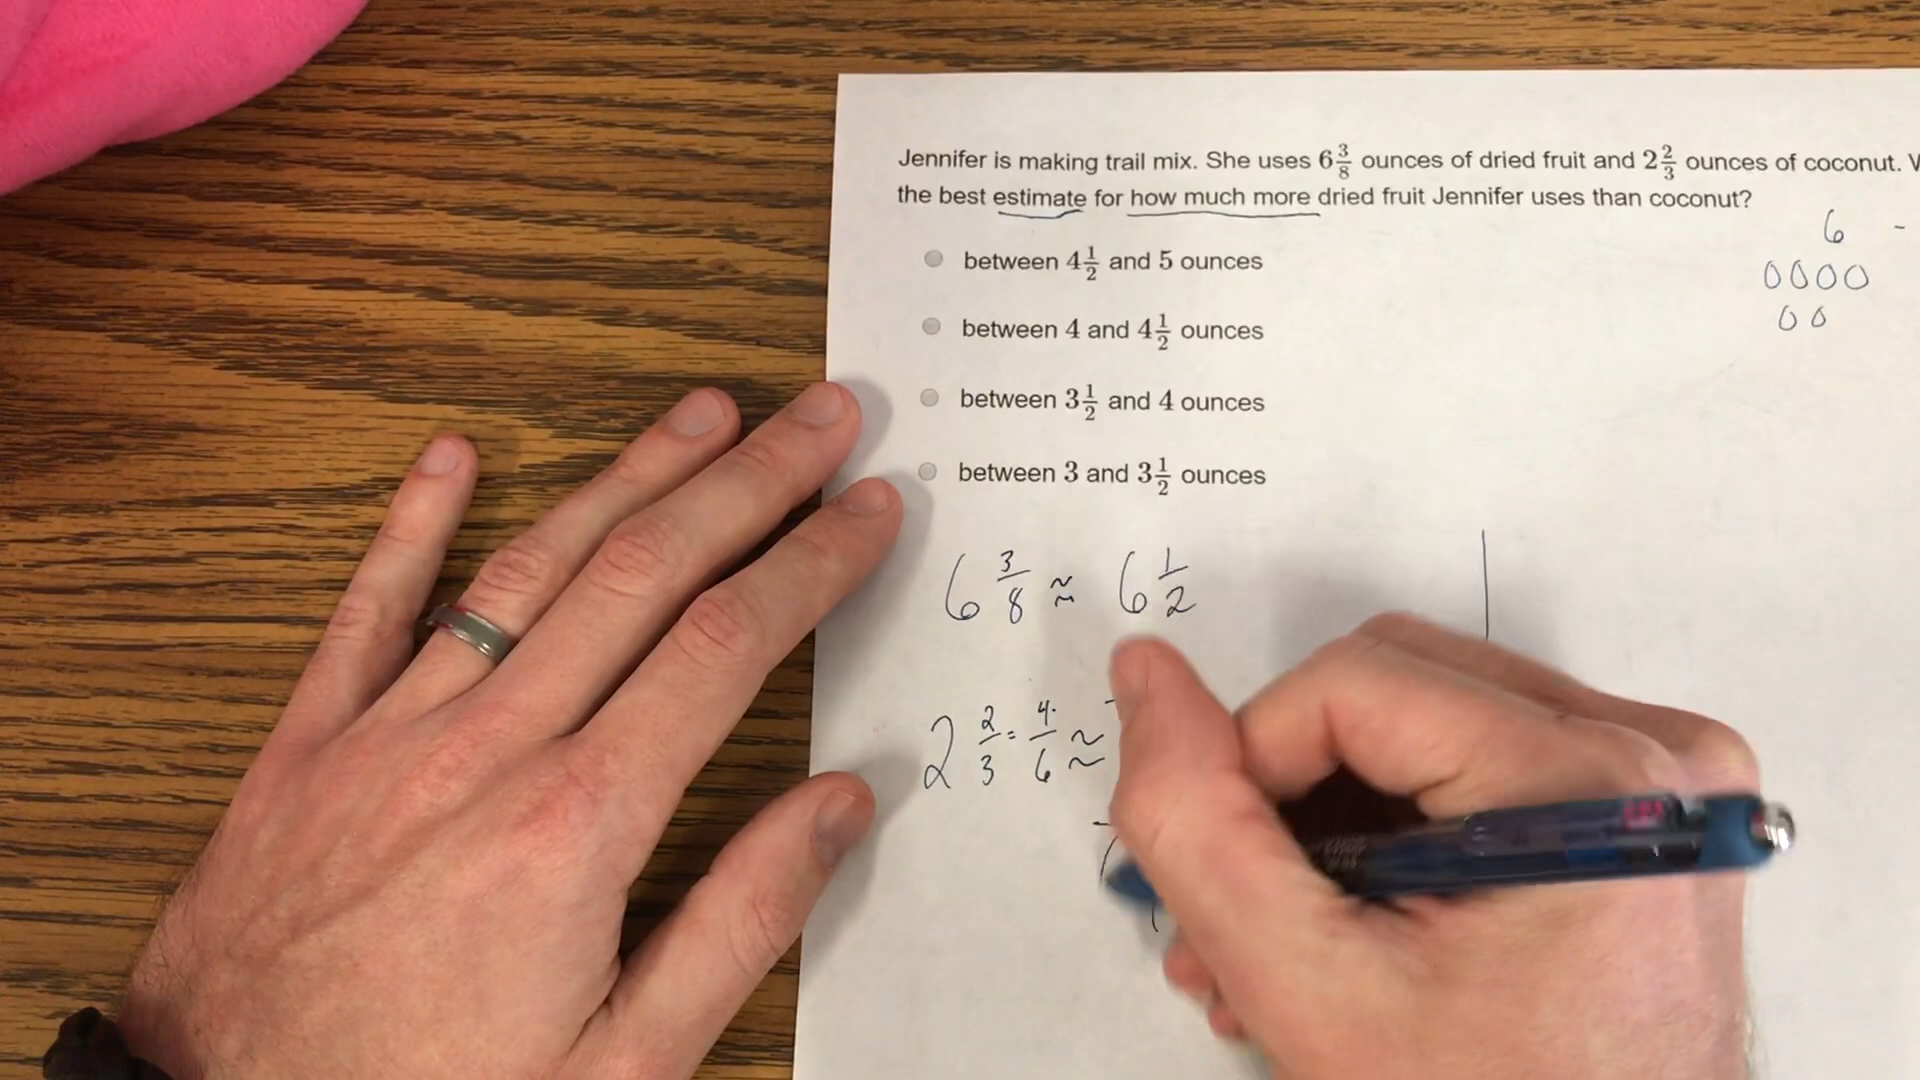 Jennifer is making trail mix. She uses 6 3/8 ounces of dried fruit and 2 2/3 ounces of coconut.
the best estimate for how much more dried fruit Jennifer uses than coconut?
6 -
between 4 1/2 and 5 ounces
between 4 and 4 1/2 ounces
between 3 1/2 and 4 ounces
between 3 and 3 1/2 ounces
6 3/8 ≈ 6 1/2
2 2/3 = 4/6 ≈